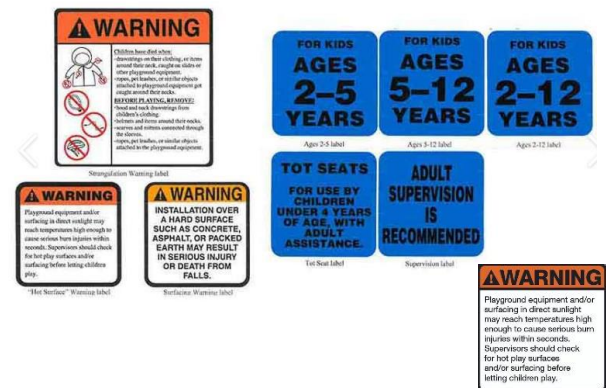 WARNING
Children have died when:
-drawstrings on their clothing, or items
around their neck, caught on slides or
other playground equipment.
-ropes, pet leashes, or similar objects
attached to playground equipment got
caught around their necks.
BEFORE PLAYING, REMOVE:
-hood and neck drawstrings from
children's clothing.
-helmets and items around their necks.
-scarves and mittens connected through
the sleeves.
-ropes, pet leashes, or similar objects
attached to the playground equipment.
Strangulation Warning label
FOR KIDS
AGES
2–5
YEARS
Ages 2-5 label
FOR KIDS
AGES
5–12
YEARS
Ages 5-12 label
FOR KIDS
AGES
2–12
YEARS
Ages 2-12 label
WARNING
Playground equipment and/or
surfacing in direct sunlight may
reach temperatures high enough to
cause serious burn injuries within
seconds. Supervisors should check
for hot play surfaces and/or
surfacing before letting children
play.
"Hot Surface" Warning label
WARNING
INSTALLATION OVER
A HARD SURFACE
SUCH AS CONCRETE,
ASPHALT, OR PACKED
EARTH MAY RESULT
IN SERIOUS INJURY
OR DEATH FROM
FALLS.
Surfacing Warning label
TOT SEATS
FOR USE BY
CHILDREN
UNDER 4 YEARS
OF AGE, WITH
ADULT
ASSISTANCE.
Tot Seat label
ADULT
SUPERVISION
IS
RECOMMENDED
Supervision label
WARNING
Playground equipment and/or
surfacing in direct sunlight
may reach temperatures high
enough to cause serious burn
injuries within seconds.
Supervisors should check
for hot play surfaces
and/or surfacing before
letting children play.